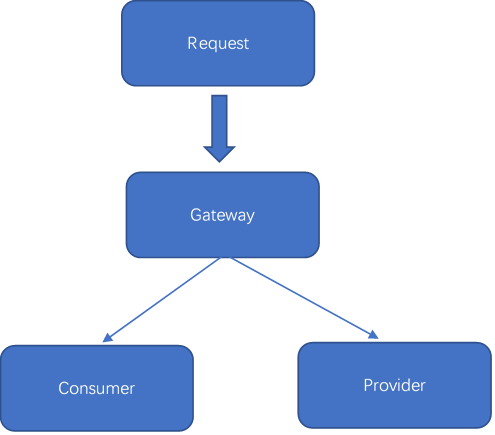 Request
Gateway
Consumer
Provider